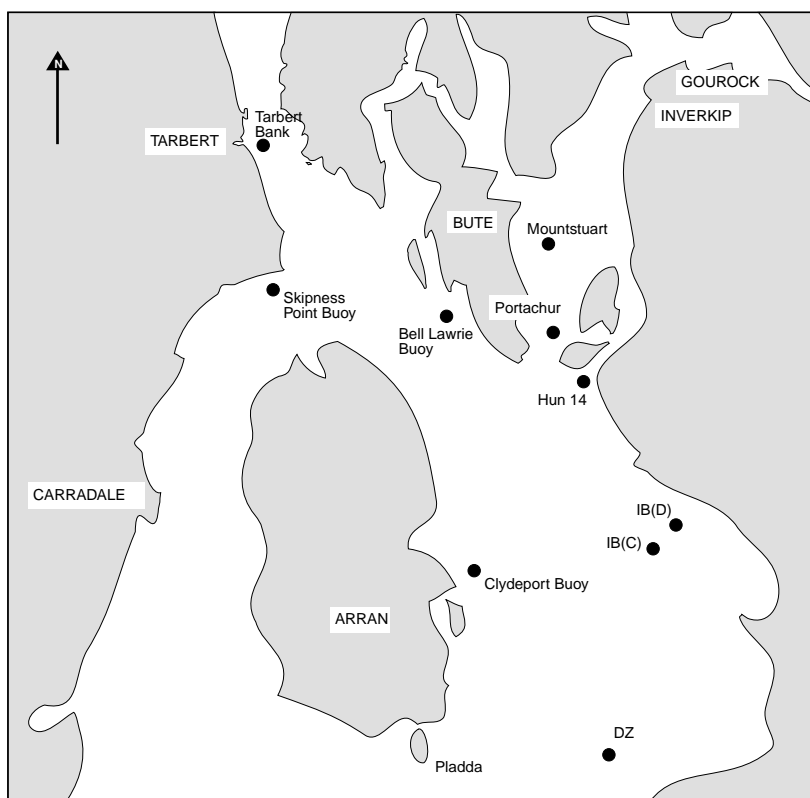 N
GOUROCK
INVERKIP
Tarbert
Bank
TARBERT
BUTE
Mountstuart
Skipness
Point Buoy
Portachur
Bell Lawrie
Buoy
Hun 14
CARRADALE
IB(D)
IB(C)
Clydeport Buoy
ARRAN
DZ
Pladda